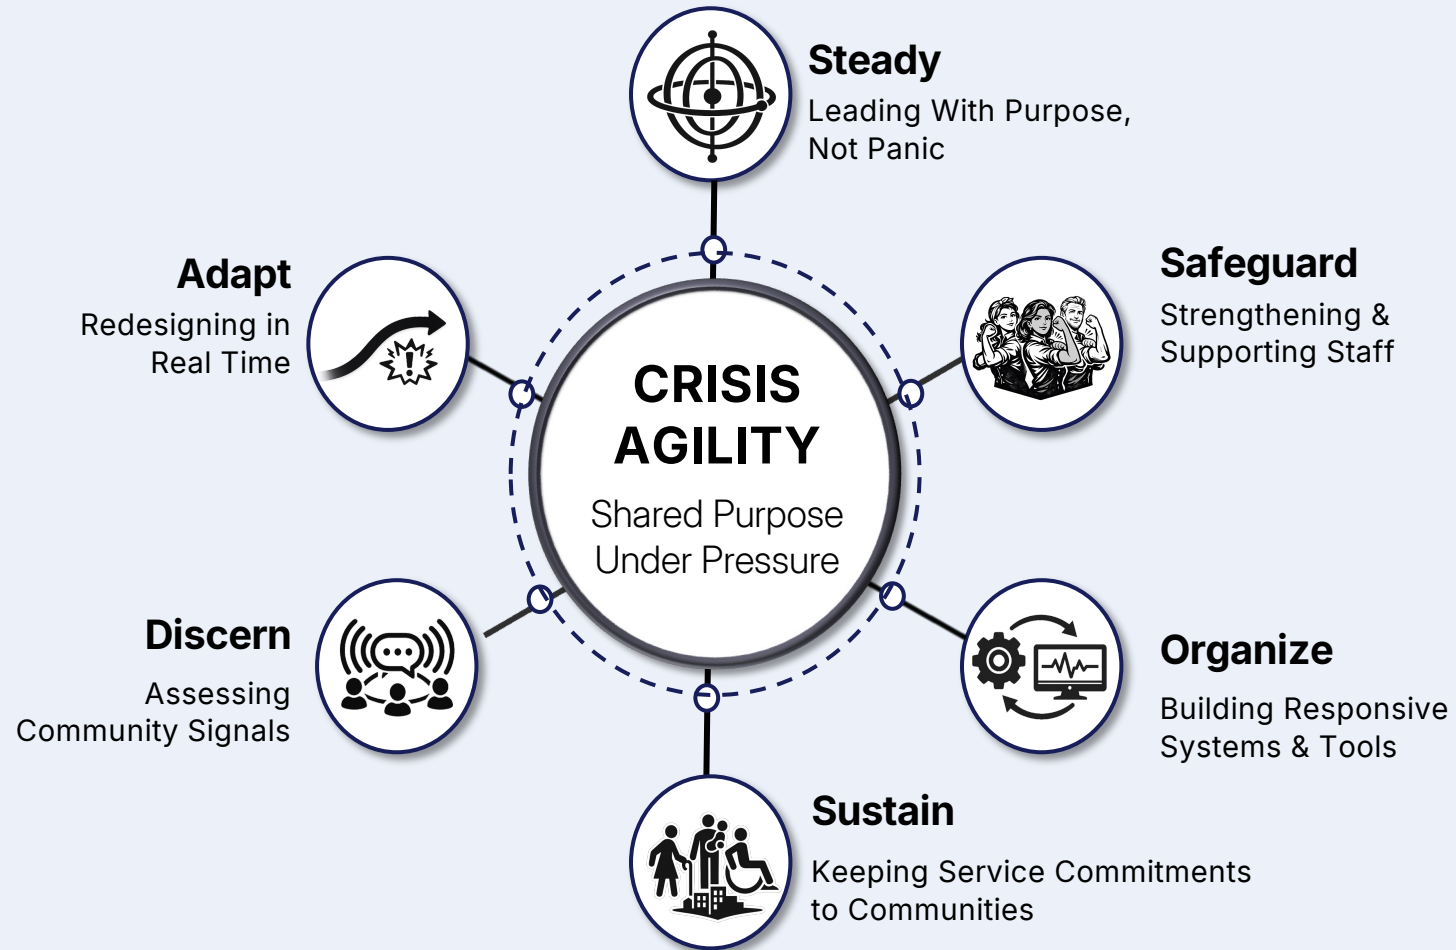 Steady
Leading With Purpose,
Not Panic
Safeguard
Strengthening &
Supporting Staff
Organize
Building Responsive
Systems & Tools
Sustain
Keeping Service Commitments
to Communities
Discern
Assessing
Community Signals
Adapt
Redesigning in
Real Time
!
CRISIS
AGILITY
Shared Purpose
Under Pressure